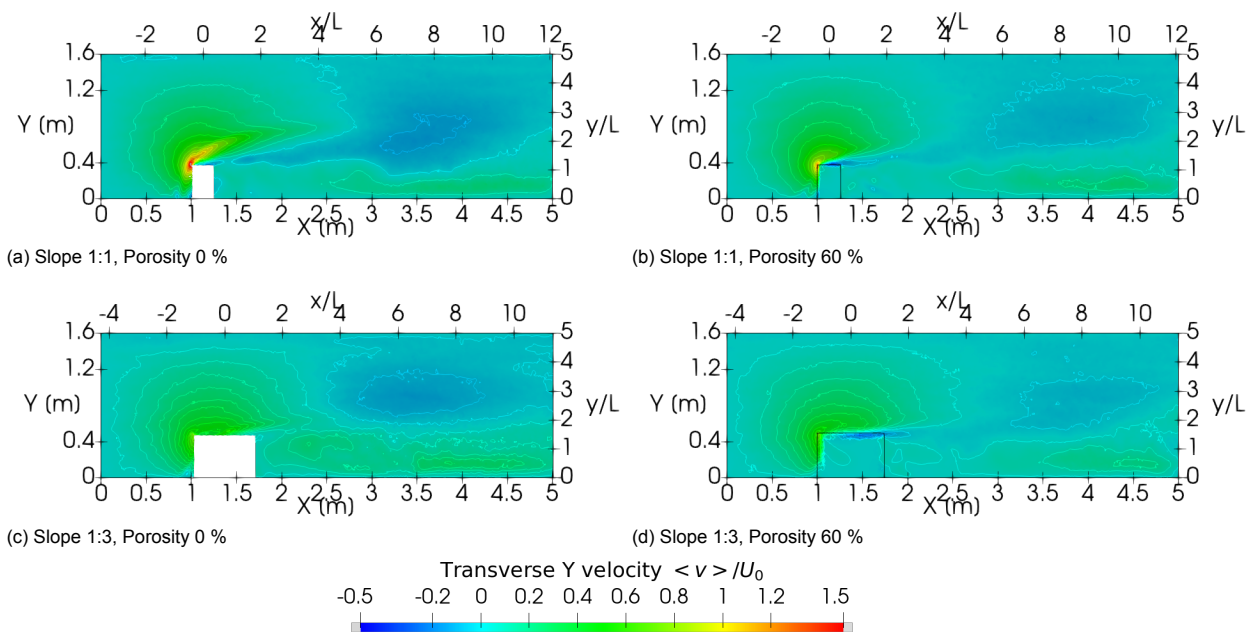 x/L x/L
-2 0 2 4 6 8 10 12 -2 0 2 4 6 8 10 12
1.6 5 1.6 5
4 4
1.2 1.2
3 3
Y (m) y/L Y (m) y/L
2 2
0.4 1 0.4 1
0 0 0 0
0 0.5 1 1.5 2 2.5 3 3.5 4 4.5 5 0 0.5 1 1.5 2 2.5 3 3.5 4 4.5 5
X (m) X (m)
(a) Slope 1:1, Porosity 0 % (b) Slope 1:1, Porosity 60 %
x/L x/L
-4 -2 0 2 4 6 8 10 -4 -2 0 2 4 6 8 10
1.6 5 1.6 5
4 4
1.2 1.2
3 3
Y (m) y/L Y (m) y/L
2 2
0.4 1 0.4 1
0 0 0 0
0 0.5 1 1.5 2 2.5 3 3.5 4 4.5 5 0 0.5 1 1.5 2 2.5 3 3.5 4 4.5 5
X (m) X (m)
(c) Slope 1:3, Porosity 0 % (d) Slope 1:3, Porosity 60 %
Transverse Y velocity < v > /U₀
-0.5 -0.2 0 0.2 0.4 0.6 0.8 1 1.2 1.5